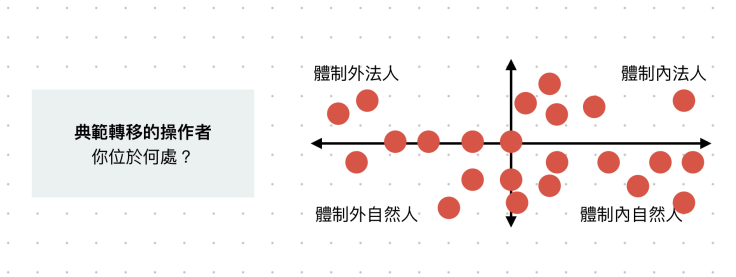 典範轉移的操作者
你位於何處？
體制外法人
體制內法人
體制外自然人
體制內自然人